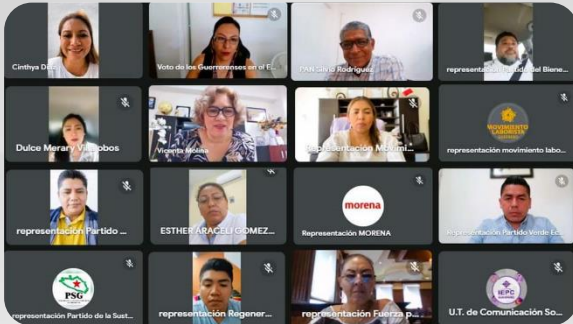 Cinthya Día...
Voto de los Guerrerenses en el E...
PAN Silvio Rodríguez
representación Partido del Biene...
Dulce Merary Villalobos
Vicenta Molina
Representación Movimi...
MOVIMIENTO
LABORISTA
representación movimiento labo...
representación Partido ...
ESTHER ARACELI GOMEZ...
morena
Representación MORENA
Representación Partido Verde Ec...
PSG
representación Partido de la Sust...
representación Regener...
representación Fuerza p...
IEPC
U.T. de Comunicación So...